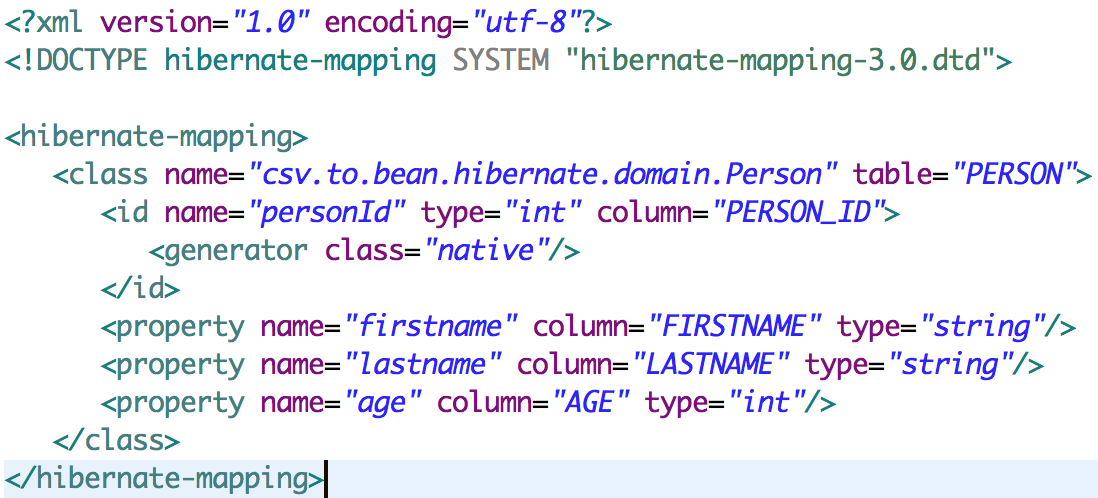 <?xml version="1.0" encoding="utf-8"?>
<!DOCTYPE hibernate-mapping SYSTEM "hibernate-mapping-3.0.dtd">
<hibernate-mapping>
<class name="csv.to.bean.hibernate.domain.Person" table="PERSON">
<id name="personId" type="int" column="PERSON_ID">
<generator class="native"/>
</id>
<property name="firstname" column="FIRSTNAME" type="string"/>
<property name="lastname" column="LASTNAME" type="string"/>
<property name="age" column="AGE" type="int"/>
</class>
</hibernate-mapping>